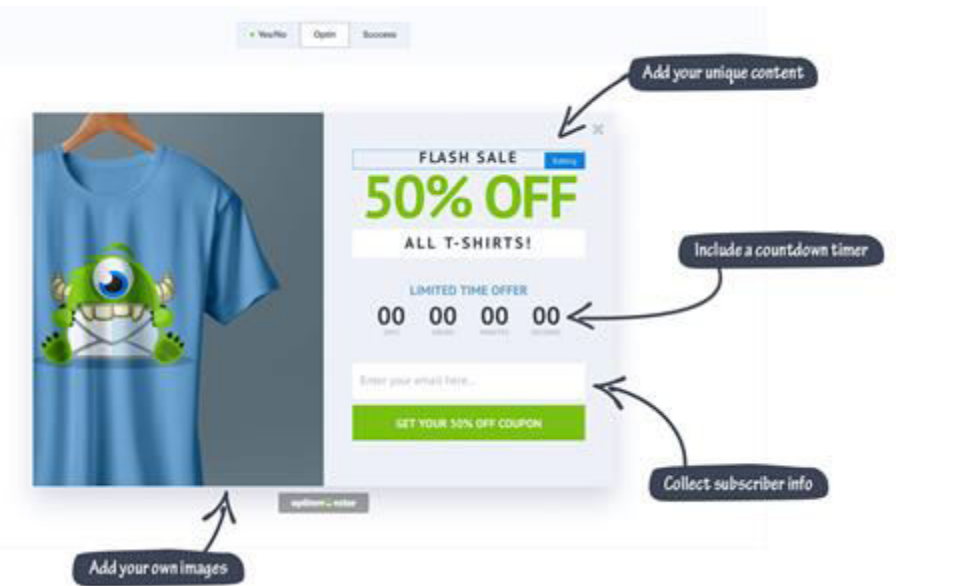 Yes/No Optin Success
Add your unique content
FLASH SALE
Editing
50% OFF
ALL T-SHIRTS!
Include a countdown timer
LIMITED TIME OFFER
00 00 00 00
Enter your email here...
GET YOUR 50% OFF COUPON
Collect subscriber info
Add your own images